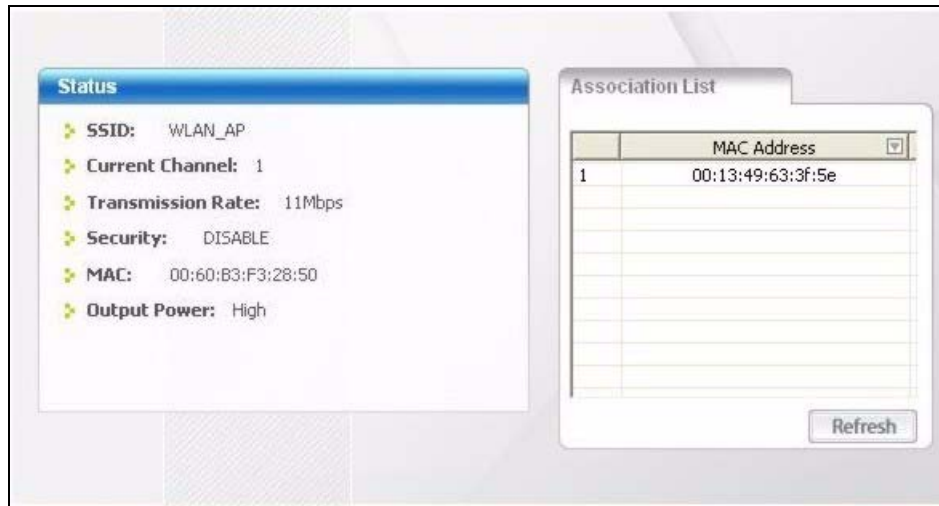 Status
SSID: WLAN_AP
Current Channel: 1
Transmission Rate: 11Mbps
Security: DISABLE
MAC: 00:60:B3:F3:28:50
Output Power: High
Association List
MAC Address
1 00:13:49:63:3f:5e
Refresh